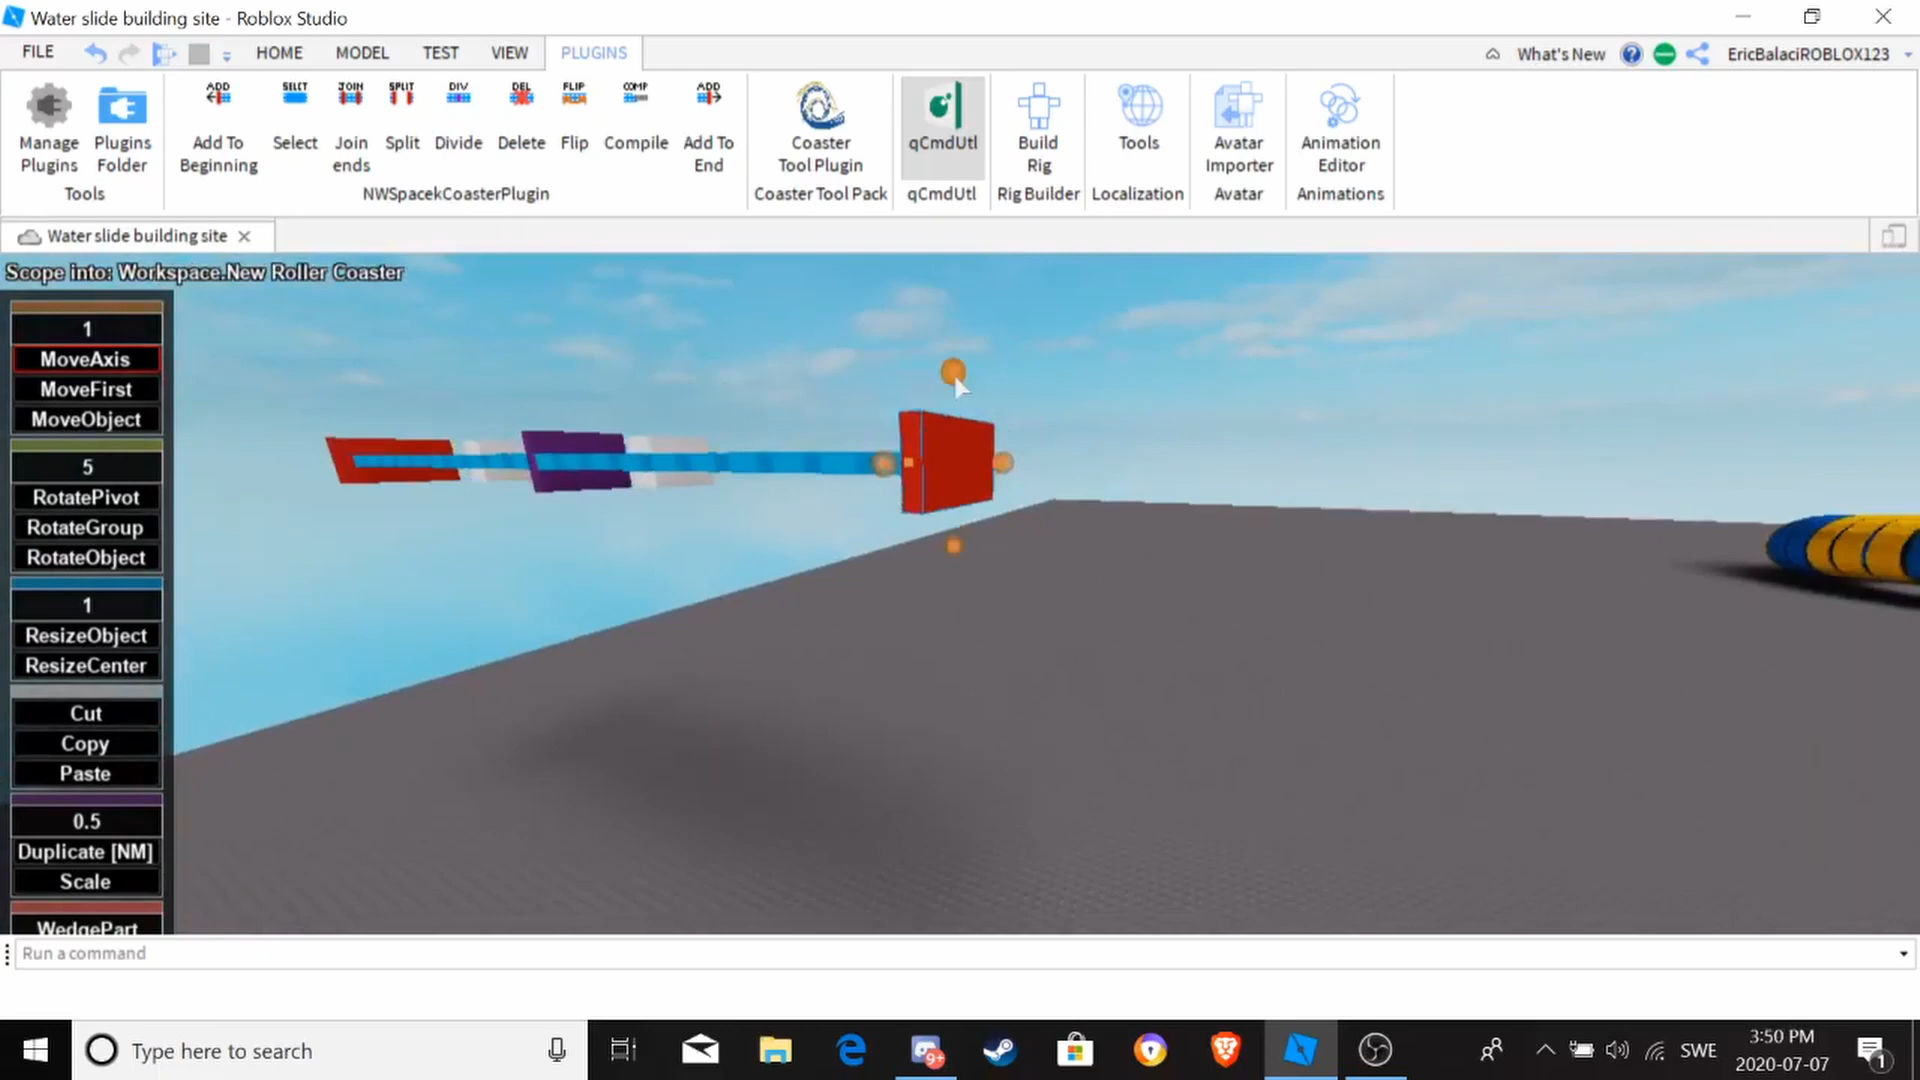 Water slide building site - Roblox Studio
FILE HOME MODEL TEST VIEW PLUGINS What's New EricBalaciROBLOX123
ADD SELECT JOIN SPLIT DIV DEL FLIP COMP ADD
Manage Plugins
Plugins Folder
Tools
Add To Beginning
Select
Join ends
Split
Divide
Delete
Flip
Compile
Add To End
NWSpacekCoasterPlugin
Coaster Tool Plugin
Coaster Tool Pack
qCmdUtl
qCmdUtl
Build Rig
Rig Builder
Tools
Localization
Avatar Importer
Avatar
Animation Editor
Animations
Water slide building site
Scope into: Workspace.New Roller Coaster
1
MoveAxis
MoveFirst
MoveObject
5
RotatePivot
RotateGroup
RotateObject
1
ResizeObject
ResizeCenter
Cut
Copy
Paste
0.5
Duplicate [NM]
Scale
WedgePart
Run a command
Type here to search
9+
SWE
3:50 PM
2020-07-07
1